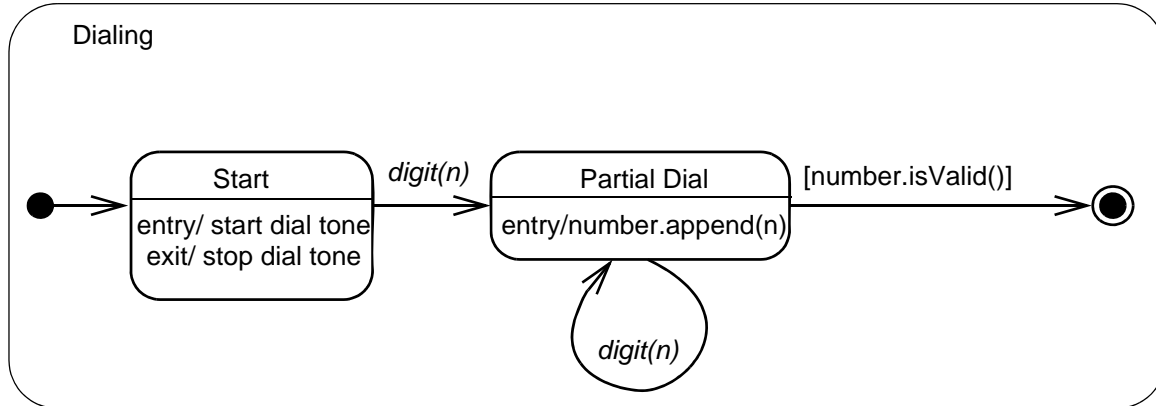 Dialing
Start
entry/ start dial tone
exit/ stop dial tone
digit(n)
Partial Dial
entry/number.append(n)
digit(n)
[number.isValid()]